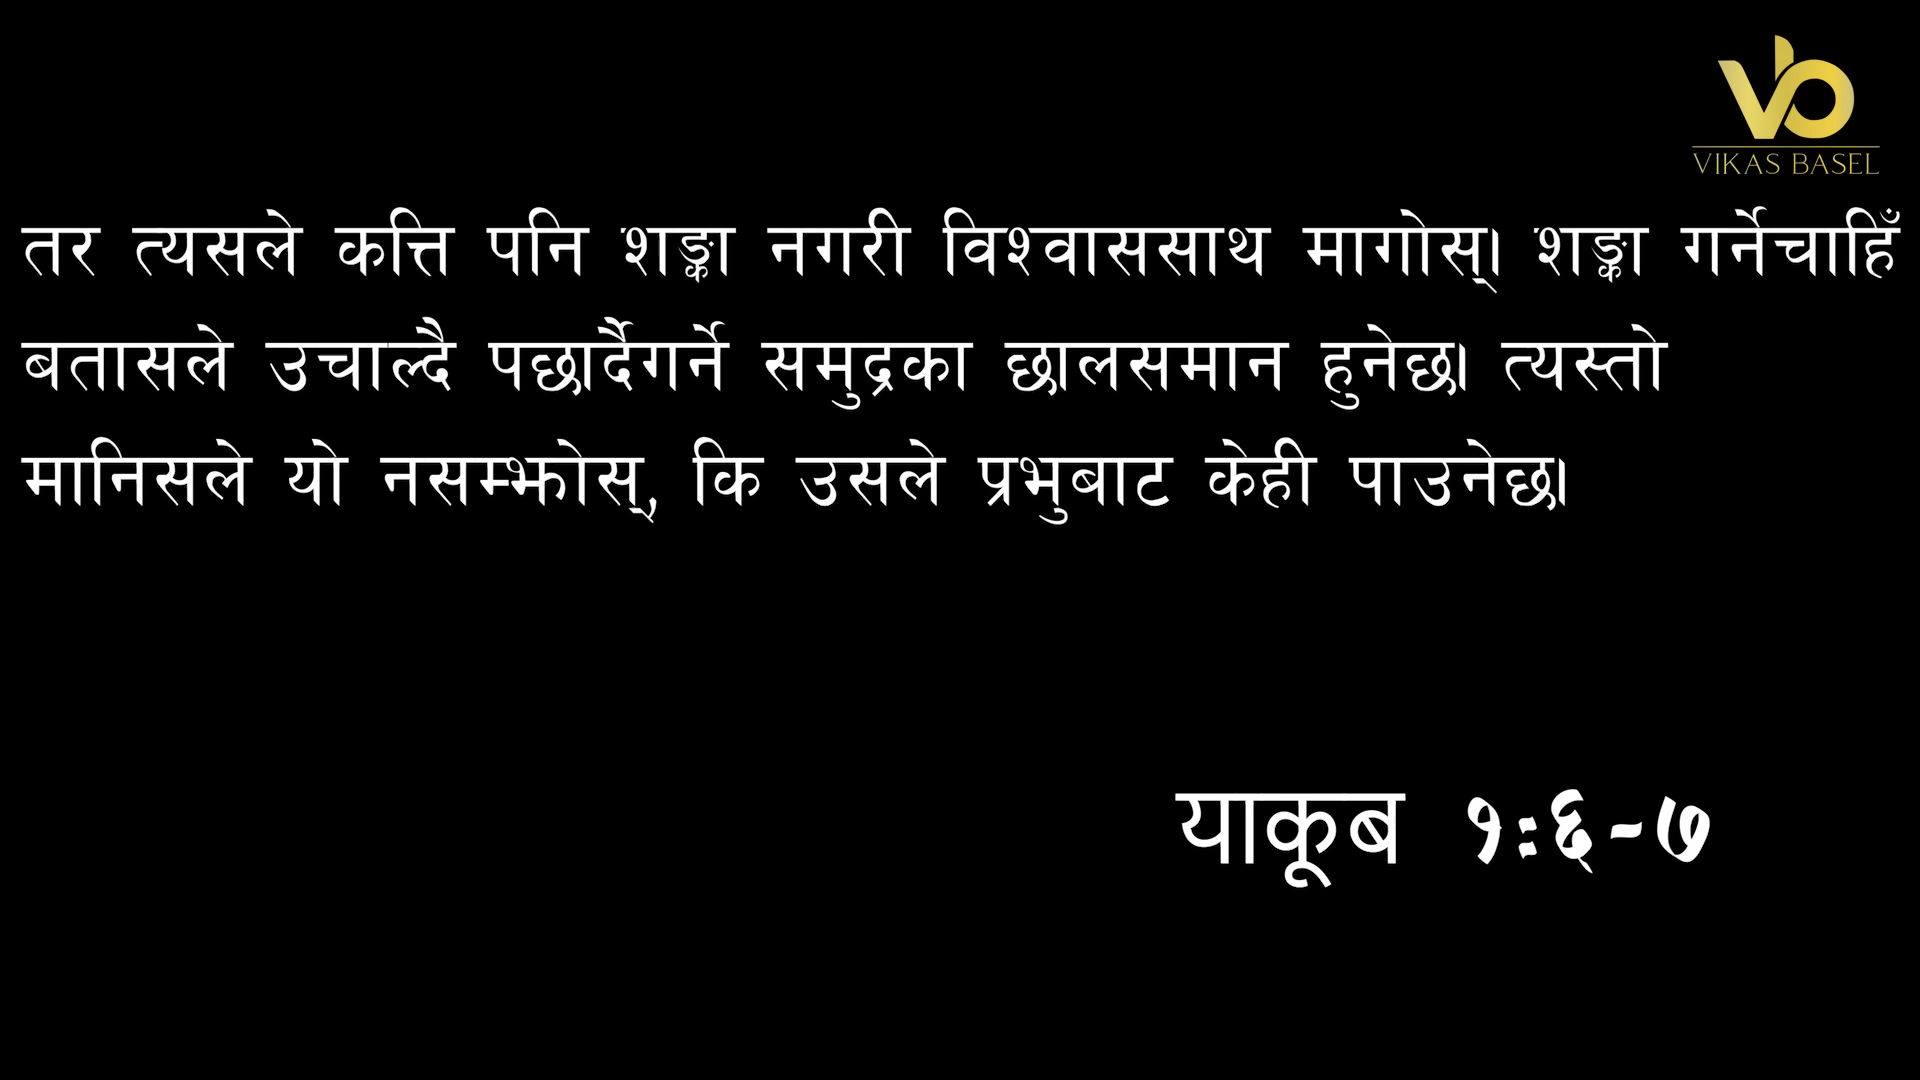 VIKAS BASEL
तर त्यसले कत्ति पनि शङ्का नगरी विश्वाससाथ मागोस्। शङ्का गर्नेचाहिँ
बतासले उचाल्दै पछार्दैगर्ने समुद्रका छालसमान हुनेछ। त्यस्तो
मानिसले यो नसम्झोस्, कि उसले प्रभुबाट केही पाउनेछ।
याकूब १:६-७